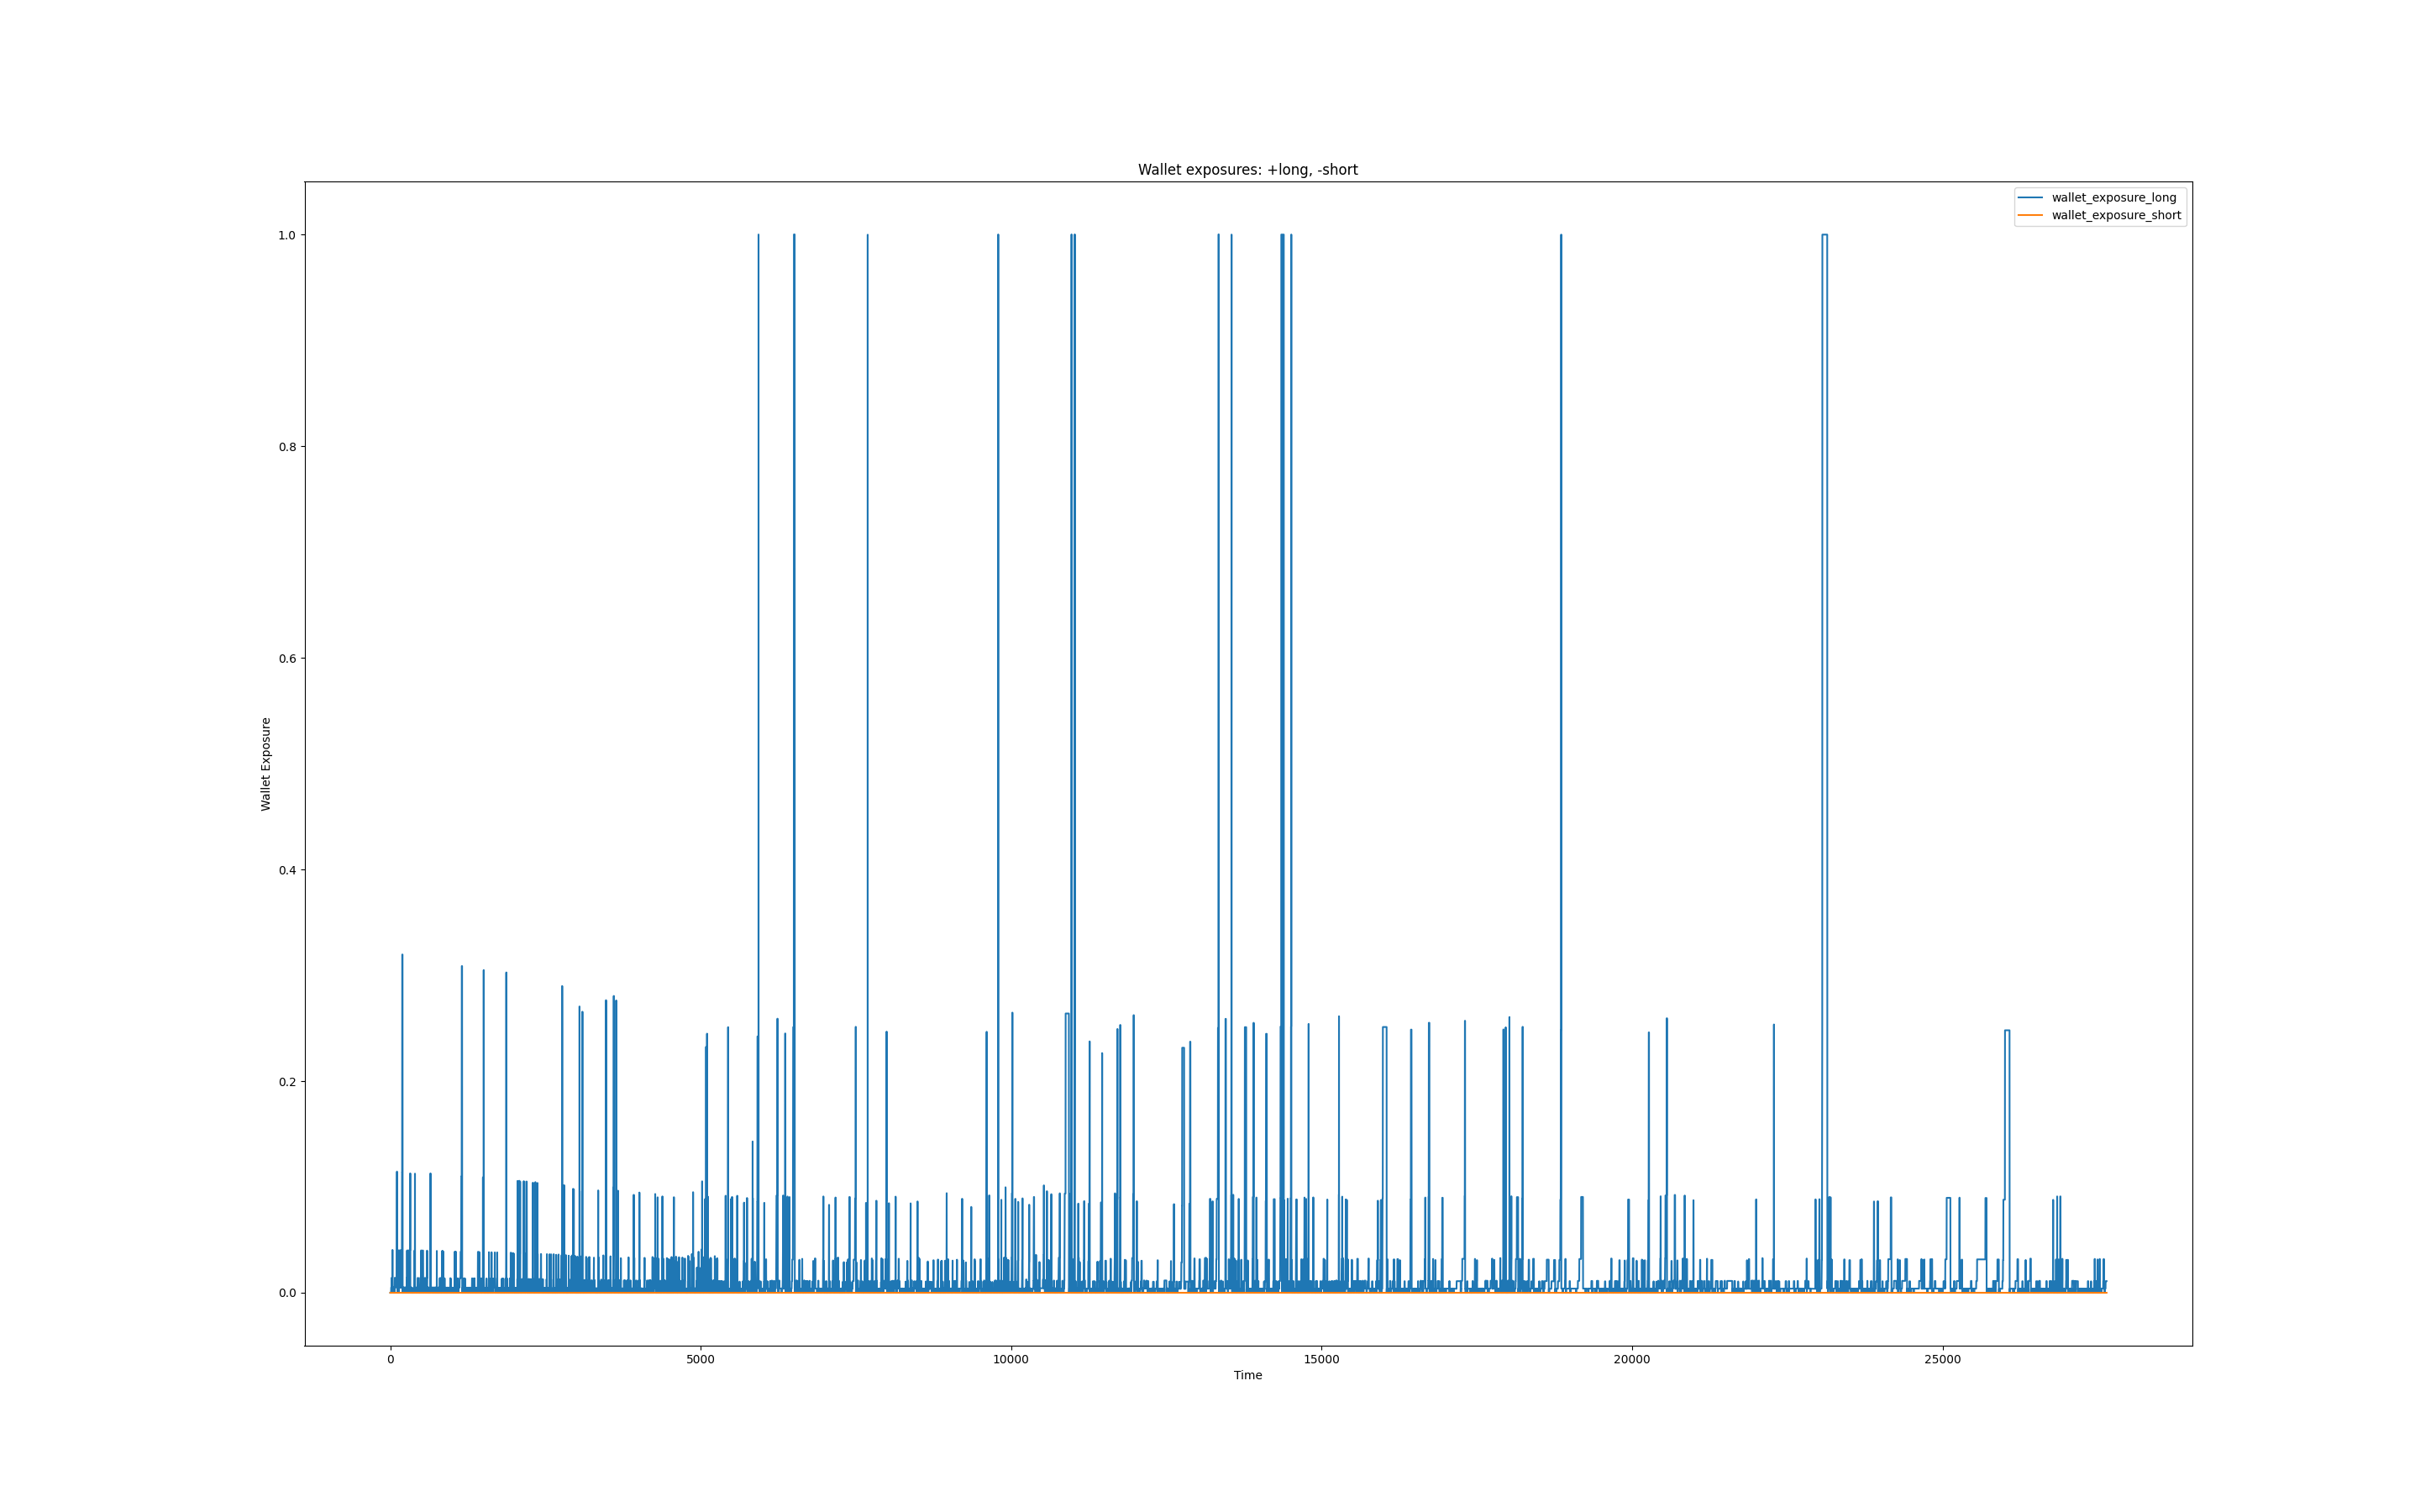 Wallet exposures: +long, -short
wallet_exposure_long
wallet_exposure_short
1.0
0.8
0.6
0.4
0.2
0.0
Wallet Exposure
0 5000 10000 15000 20000 25000
Time